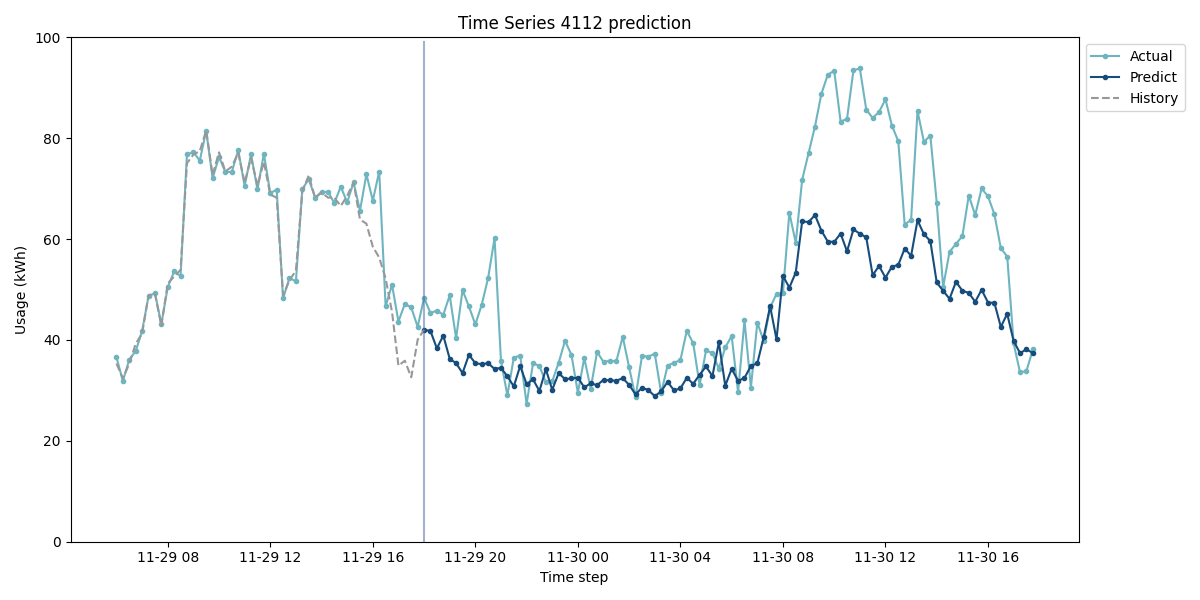 Time Series 4112 prediction
Actual
Predict
History
Usage (kWh)
100
80
60
40
20
0
11-29 08
11-29 12
11-29 16
11-29 20
11-30 00
11-30 04
11-30 08
11-30 12
11-30 16
Time step